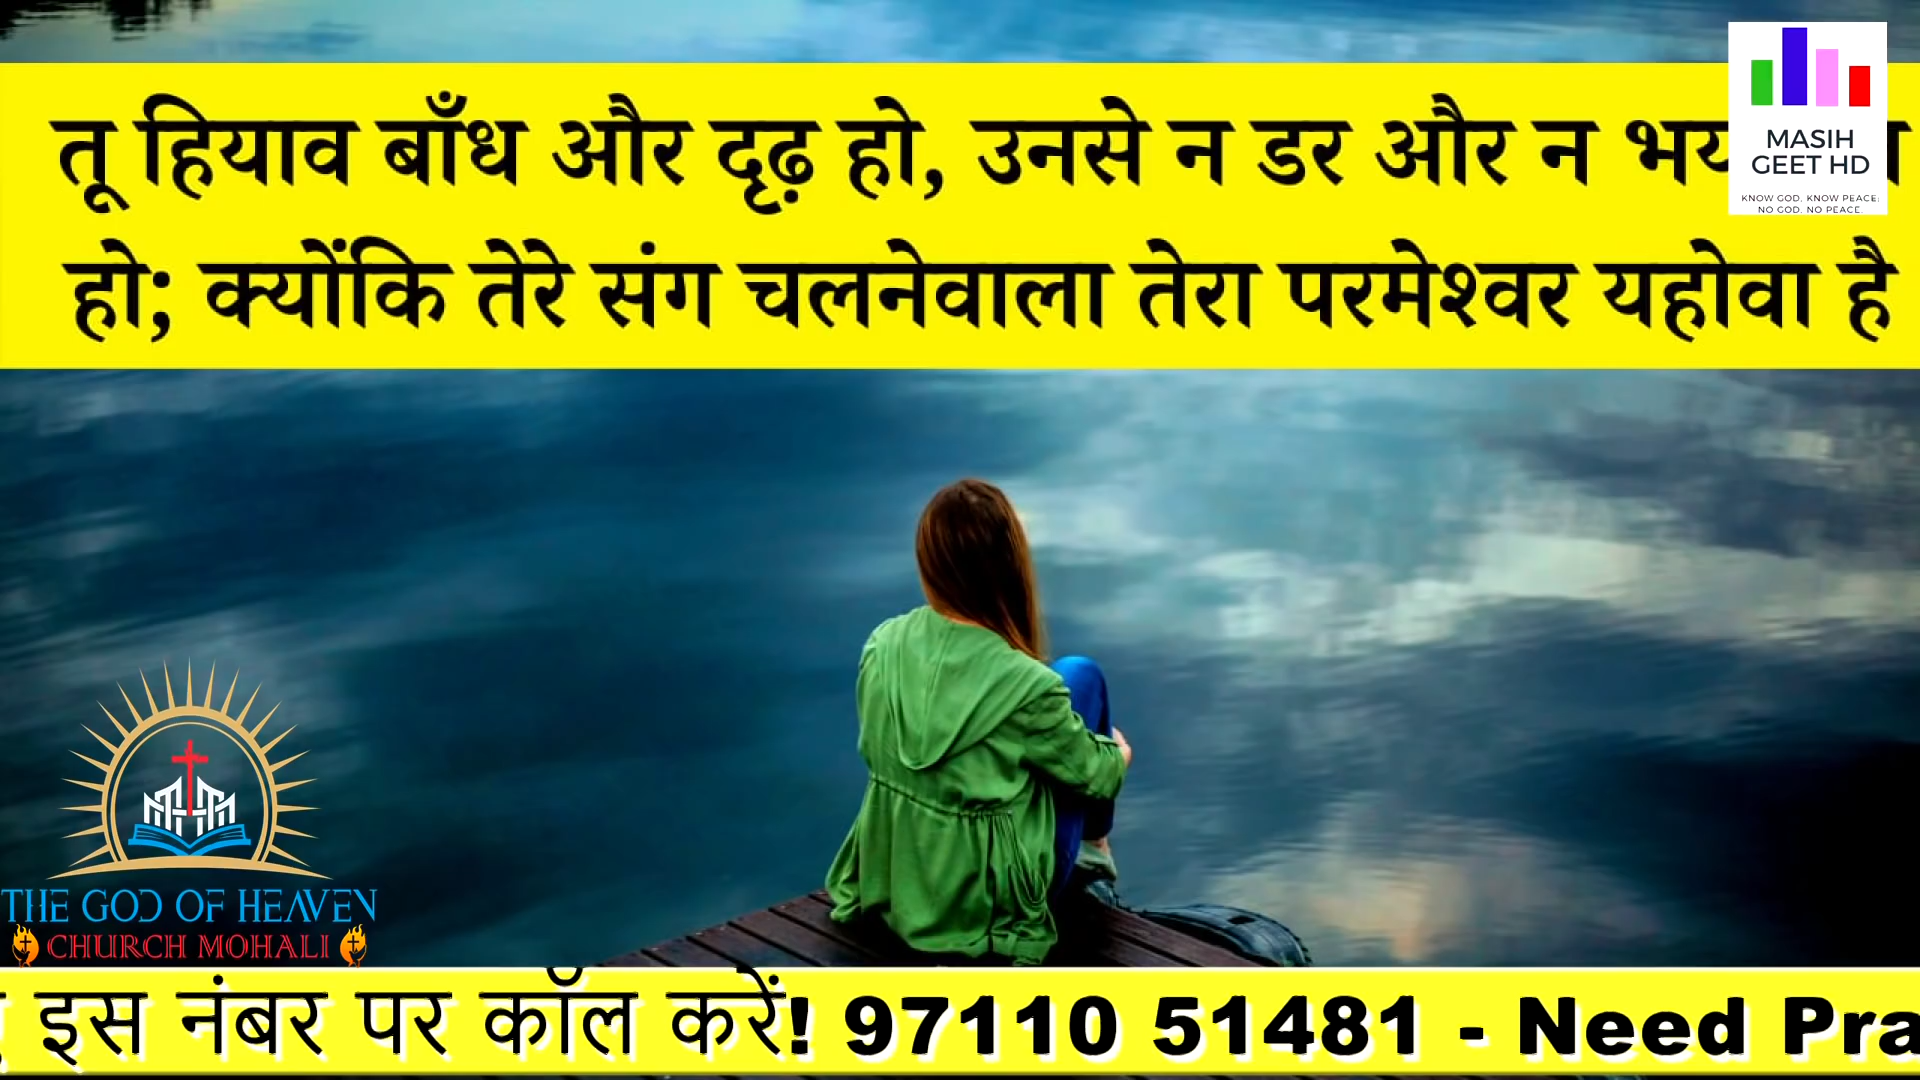 तू हियाव बाँध और दृढ़ हो, उनसे न डर और न
हो; क्योंकि तेरे संग चलनेवाला तेरा परमेश्वर यहोवा है
MASIH
GEET HD
KNOW GOD. KNOW PEACE:
NO GOD. NO PEACE.
THE GOD OF HEAVEN
CHURCH MOHALI
इस नंबर पर कॉल करें! 97110 51481 - Need